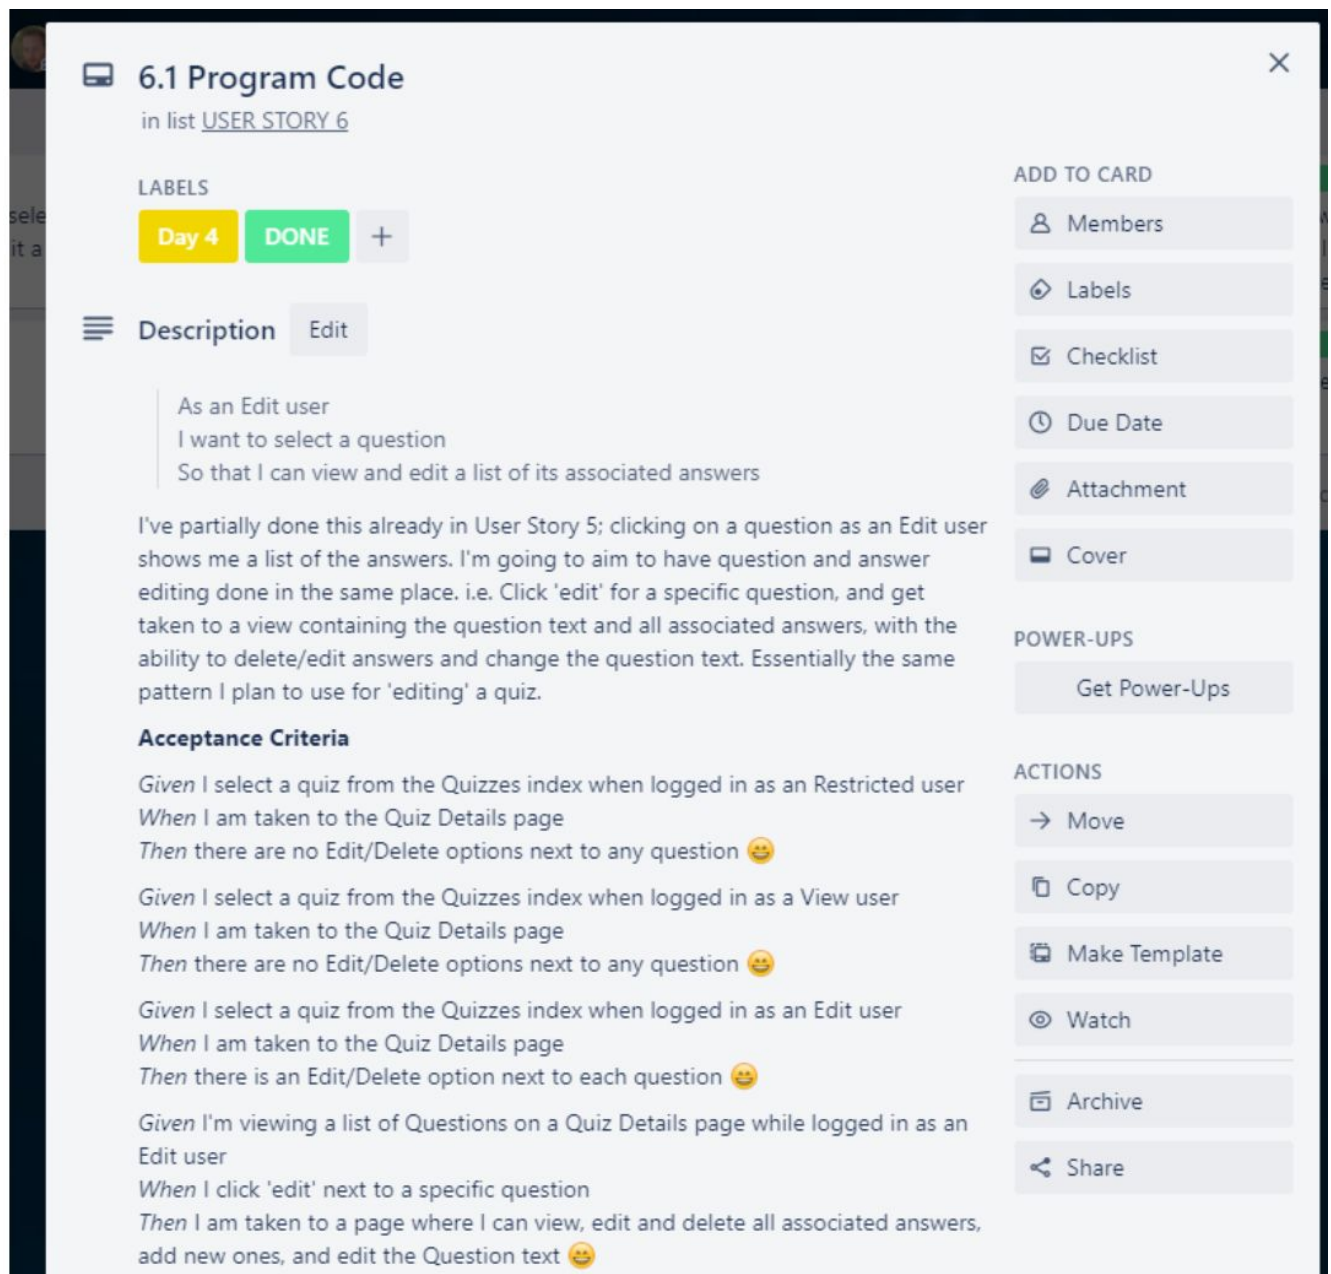 6.1 Program Code
in list USER STORY 6
LABELS
Day 4 DONE +
Description Edit
As an Edit user
I want to select a question
So that I can view and edit a list of its associated answers
I've partially done this already in User Story 5; clicking on a question as an Edit user
shows me a list of the answers. I'm going to aim to have question and answer
editing done in the same place. i.e. Click 'edit' for a specific question, and get
taken to a view containing the question text and all associated answers, with the
ability to delete/edit answers and change the question text. Essentially the same
pattern I plan to use for 'editing' a quiz.
Acceptance Criteria
Given I select a quiz from the Quizzes index when logged in as an Restricted user
When I am taken to the Quiz Details page
Then there are no Edit/Delete options next to any question 😄
Given I select a quiz from the Quizzes index when logged in as a View user
When I am taken to the Quiz Details page
Then there are no Edit/Delete options next to any question 😄
Given I select a quiz from the Quizzes index when logged in as an Edit user
When I am taken to the Quiz Details page
Then there is an Edit/Delete option next to each question 😄
Given I'm viewing a list of Questions on a Quiz Details page while logged in as an
Edit user
When I click 'edit' next to a specific question
Then I am taken to a page where I can view, edit and delete all associated answers,
add new ones, and edit the Question text 😄
ADD TO CARD
Members
Labels
Checklist
Due Date
Attachment
Cover
POWER-UPS
Get Power-Ups
ACTIONS
Move
Copy
Make Template
Watch
Archive
Share
sele
it a